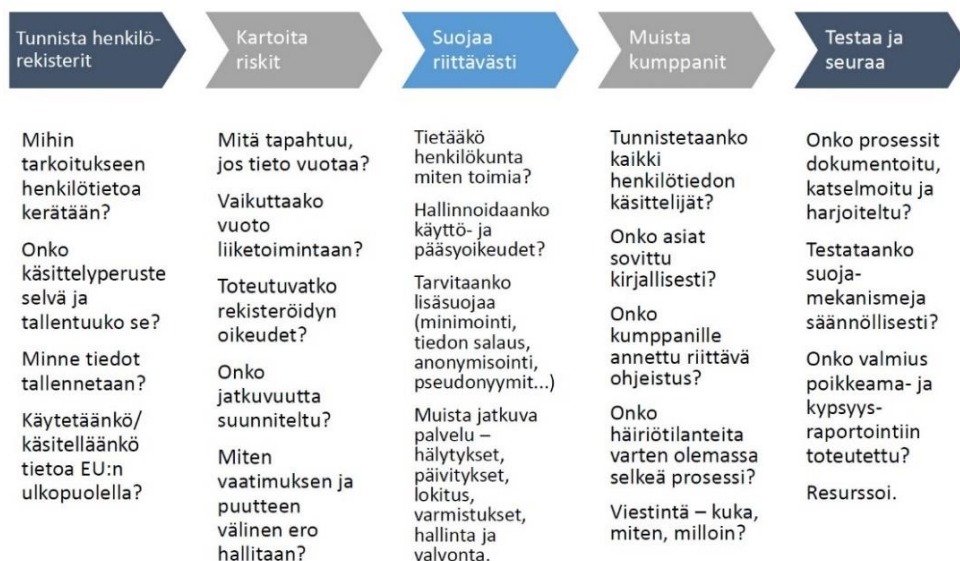 Tunnista henkilö-
rekisterit
Kartoita
riskit
Suojaa
riittävästi
Muista
kumppanit
Testaa ja
seuraa
Mihin
tarkoitukseen
henkilötietoa
kerätään?
Onko
käsittelyperuste
selvä ja
tallentuuko se?
Minne tiedot
tallennetaan?
Käytetäänkö/
käsitelläänkö
tietoa EU:n
ulkopuolella?
Mitä tapahtuu,
jos tieto vuotaa?
Vaikuttaako
vuoto
liiketoimintaan?
Toteutuvatko
rekisteröidyn
oikeudet?
Onko
jatkuvuutta
suunniteltu?
Miten
vaatimuksen ja
puutteen
välinen ero
hallitaan?
Tietääkö
henkilökunta
miten toimia?
Hallinnoidaanko
käyttö- ja
pääsyoikeudet?
Tarvitaanko
lisäsuojaa
(minimointi,
tiedon salaus,
anonymisointi,
pseudonyymit...)
Muista jatkuva
palvelu –
hälytykset,
päivitykset,
lokitus,
varmistukset,
hallinta ja
valvonta.
Tunnistetaanko
kaikki
henkilötiedon
käsittelijät?
Onko asiat
sovittu
kirjallisesti?
Onko
kumppanille
annettu riittävä
ohjeistus?
Onko
häiriötilanteita
varten olemassa
selkeä prosessi?
Viestintä – kuka,
miten, milloin?
Onko prosessit
dokumentoitu,
katselmoitu ja
harjoiteltu?
Testataanko
suoja-
mekanismeja
säännöllisesti?
Onko valmius
poikkeama- ja
kypsyys-
raportointiin
toteutettu?
Resurssoi.